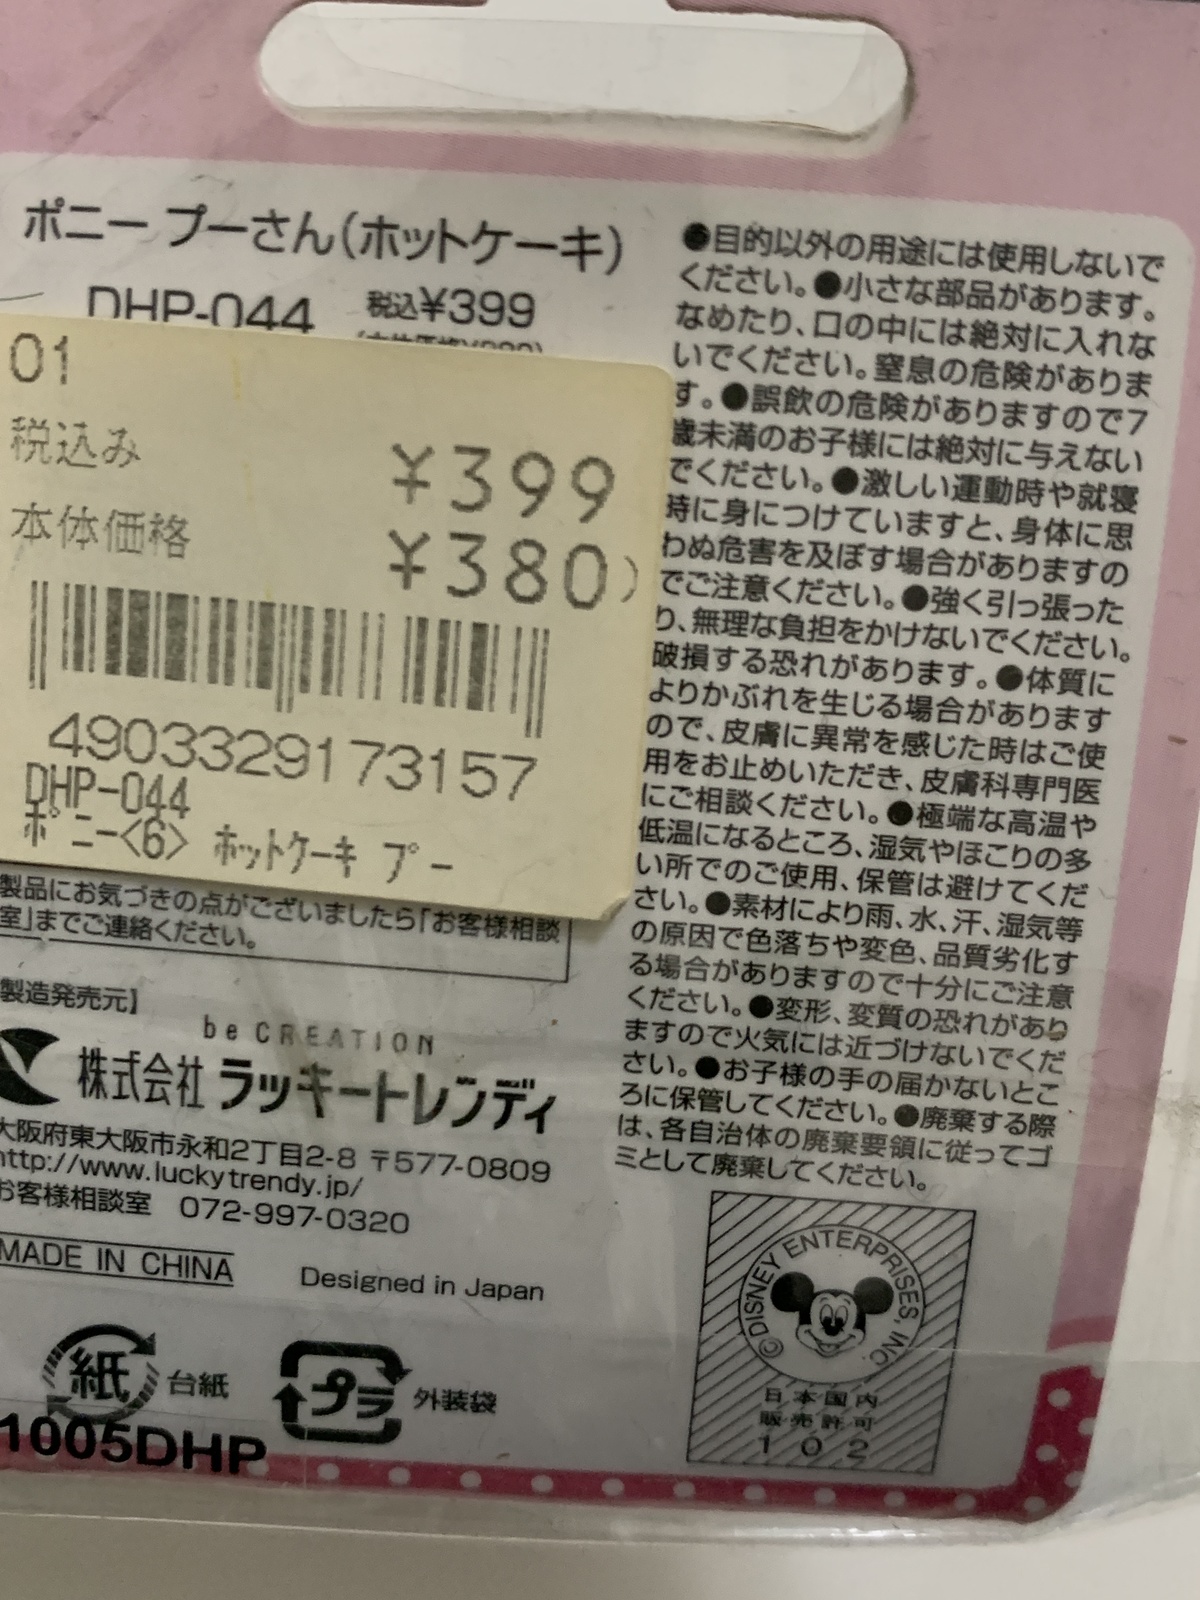 ポニー プーさん(ホットケーキ)
DHP-044 税込¥399
01
税込み ¥399
本体価格 ¥380)
4903329173157
DHP-044
ポニー<6> ホットケーキ プー
製品にお気づきの点がございましたら「お客様相談
室」までご連絡ください。
製造発売元】
be CREATION
株式会社 ラッキートレンディ
大阪府東大阪市永和2丁目2-8 〒577-0809
http://www.luckytrendy.jp/
お客様相談室 072-997-0320
MADE IN CHINA Designed in Japan
紙 台紙 プラ 外装袋
1005DHP
●目的以外の用途には使用しないで
ください。●小さな部品があります。
なめたり、口の中には絶対に入れな
いでください。窒息の危険がありま
す。●誤飲の危険がありますので7
歳未満のお子様には絶対に与えない
でください。●激しい運動時や就寝
時に身につけていますと、身体に思
わぬ危害を及ぼす場合がありますの
でご注意ください。●強く引っ張った
り、無理な負担をかけないでください。
破損する恐れがあります。●体質に
よりかぶれを生じる場合があります
ので、皮膚に異常を感じた時はご使
用をお止めいただき、皮膚科専門医
にご相談ください。●極端な高温や
低温になるところ、湿気やほこりの多
い所でのご使用、保管は避けてくだ
さい。●素材により雨、水、汗、湿気等
の原因で色落ちや変色、品質劣化す
る場合がありますので十分にご注意
ください。●変形、変質の恐れがあり
ますので火気には近づけないでくだ
さい。●お子様の手の届かないとこ
ろに保管してください。●廃棄する際
は、各自治体の廃棄要領に従ってゴ
ミとして廃棄してください。
©DISNEY ENTERPRISES, INC.
日本国内
販売許可
102